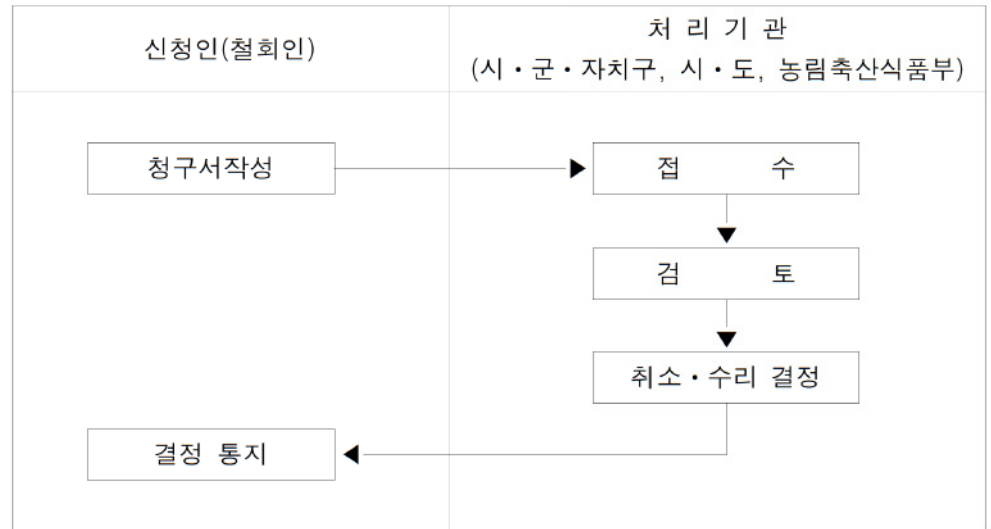 신청인(철회인)
처 리 기 관
(시·군·자치구, 시·도, 농림축산식품부)
청구서작성
접 수
검 토
취소·수리 결정
결정 통지